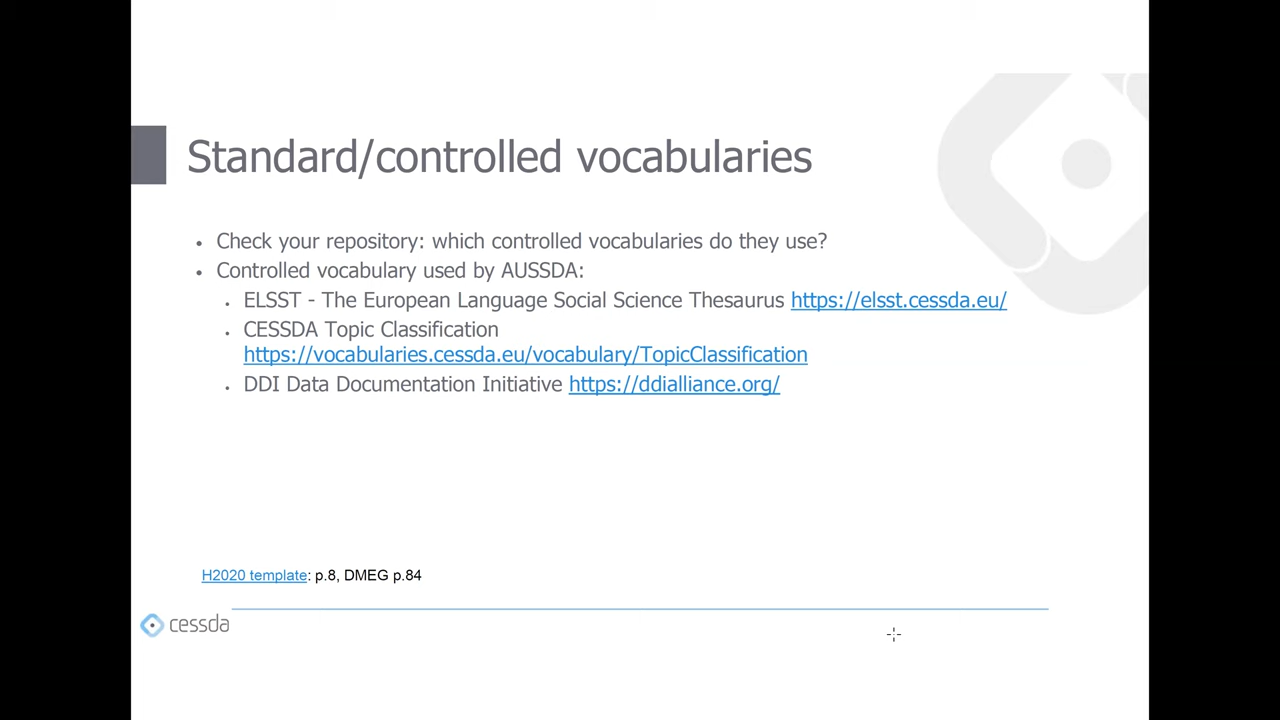 Standard/controlled vocabularies
• Check your repository: which controlled vocabularies do they use?
• Controlled vocabulary used by AUSSDA:
• ELSST - The European Language Social Science Thesaurus https://elsst.cessda.eu/
• CESSDA Topic Classification
https://vocabularies.cessda.eu/vocabulary/TopicClassification
• DDI Data Documentation Initiative https://ddialliance.org/
H2020 template: p.8, DMEG p.84
cessda